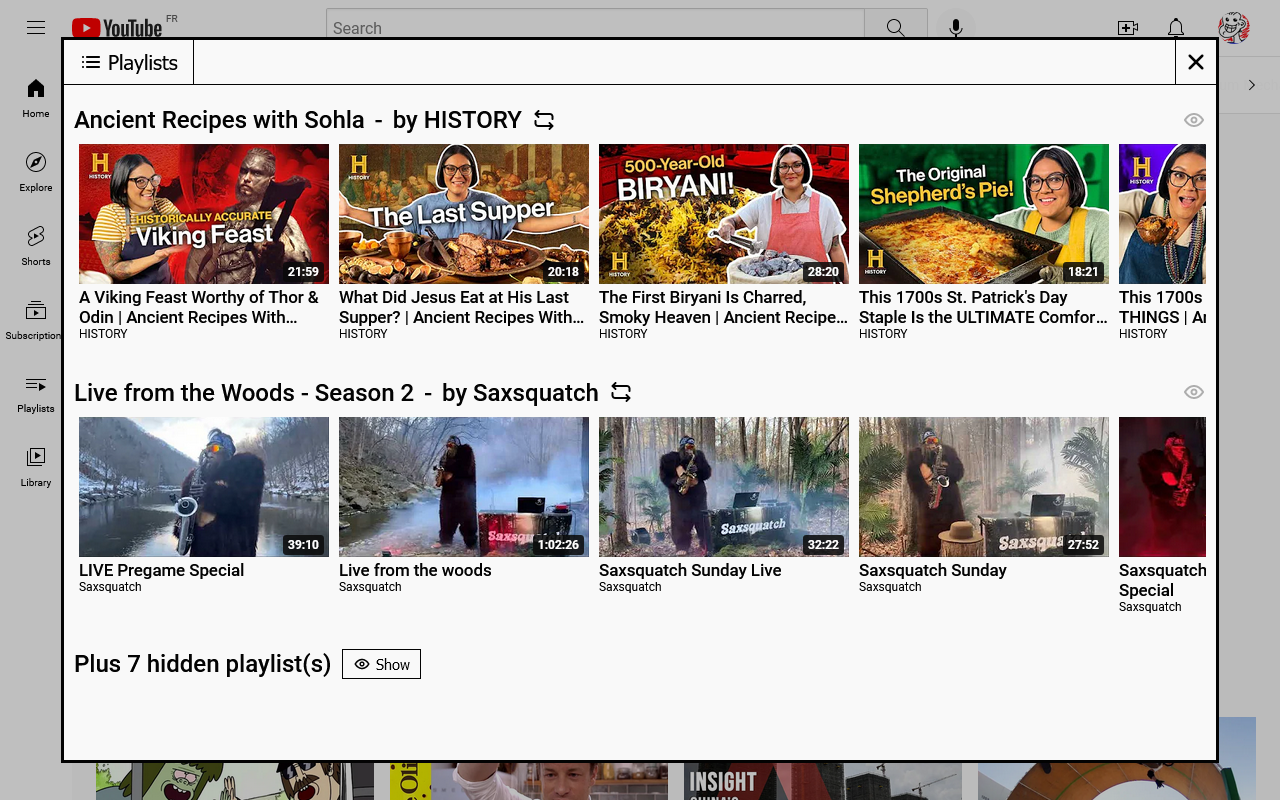 YouTube FR
Search
Home
Explore
Shorts
Subscription
Playlists
Library
Playlists
Ancient Recipes with Sohla - by HISTORY
H HISTORY
HISTORICALLY ACCURATE
Viking Feast
21:59
A Viking Feast Worthy of Thor &
Odin | Ancient Recipes With...
HISTORY
H HISTORY
The Last Supper
20:18
What Did Jesus Eat at His Last
Supper? | Ancient Recipes With...
HISTORY
500-Year-Old
BIRYANI!
H HISTORY
28:20
The First Biryani Is Charred,
Smoky Heaven | Ancient Recipe...
HISTORY
The Original
Shepherd's Pie!
H HISTORY
18:21
This 1700s St. Patrick's Day
Staple Is the ULTIMATE Comfor...
HISTORY
H HISTORY
This 1700s
THINGS |
HISTORY
Live from the Woods - Season 2 - by Saxsquatch
39:10
LIVE Pregame Special
Saxsquatch
Saxsq
1:02:26
Live from the woods
Saxsquatch
Saxsquatch
32:22
Saxsquatch Sunday Live
Saxsquatch
Saxsqua
27:52
Saxsquatch Sunday
Saxsquatch
Saxsquatch
Special
Saxsquatch
Plus 7 hidden playlist(s)
Show
INSIGHT